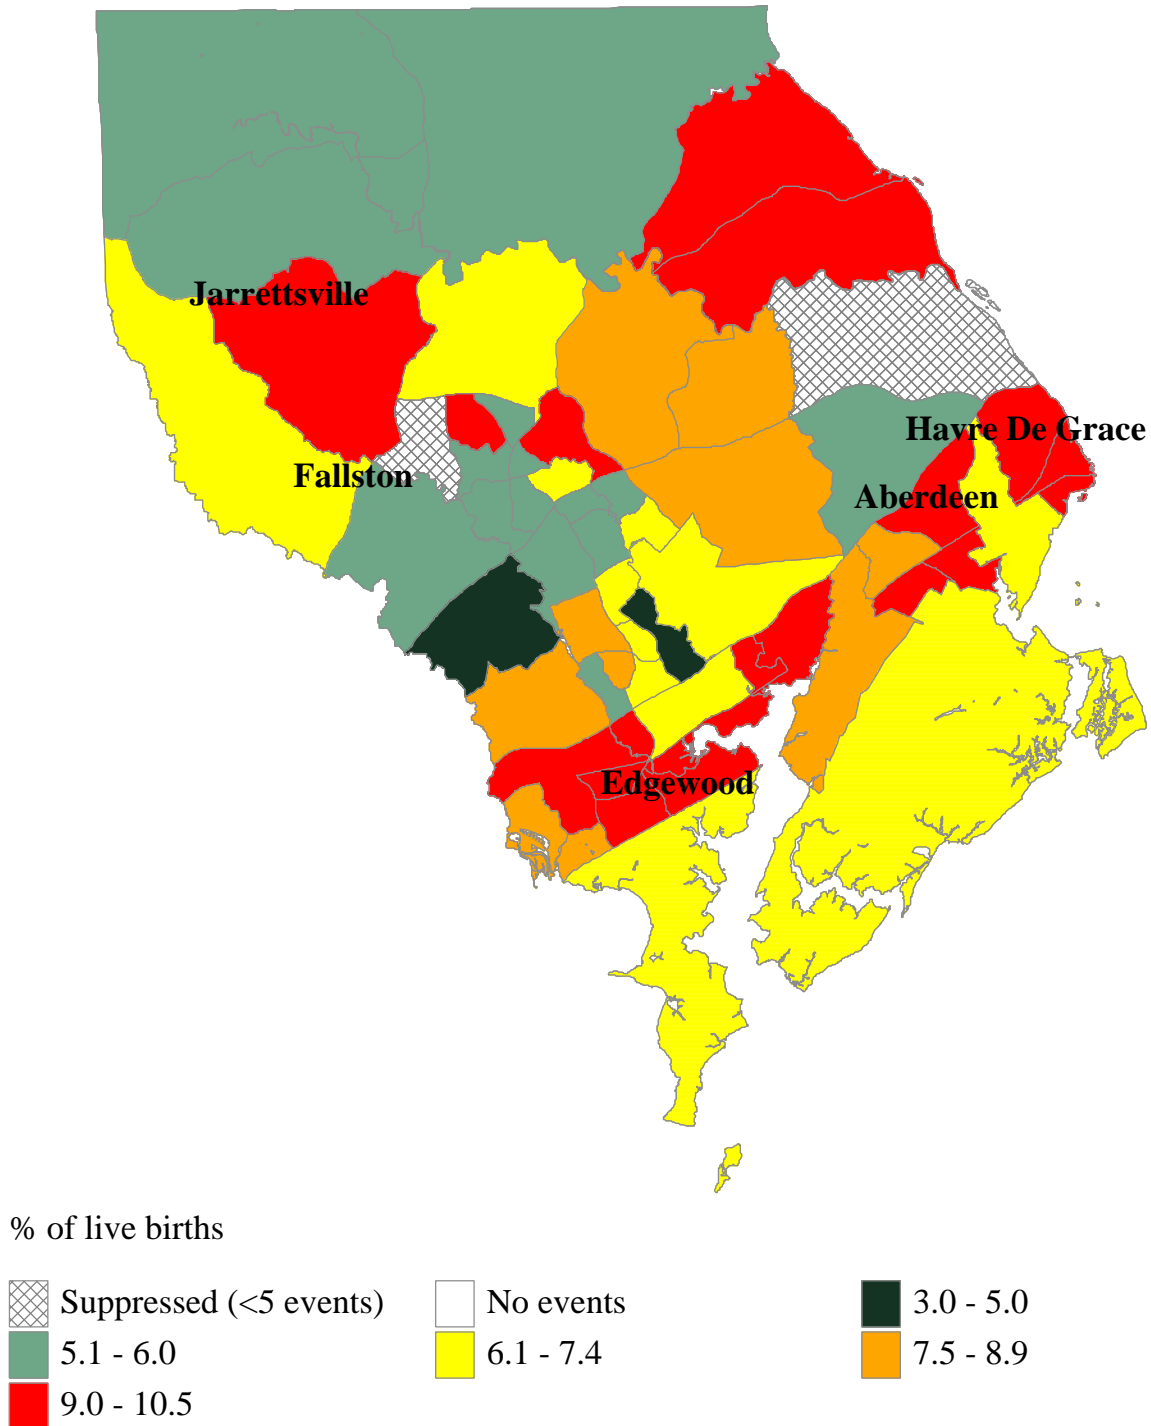 Jarrettsville
Havre De Grace
Fallston
Aberdeen
Edgewood
% of live births
Suppressed (<5 events)
No events
3.0 - 5.0
5.1 - 6.0
6.1 - 7.4
7.5 - 8.9
9.0 - 10.5